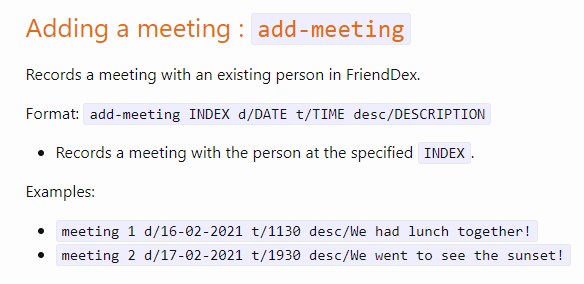 Adding a meeting : add-meeting
Records a meeting with an existing person in FriendDex.
Format: add-meeting INDEX d/DATE t/TIME desc/DESCRIPTION
• Records a meeting with the person at the specified INDEX.
Examples:
• meeting 1 d/16-02-2021 t/1130 desc/We had lunch together!
• meeting 2 d/17-02-2021 t/1930 desc/We went to see the sunset!